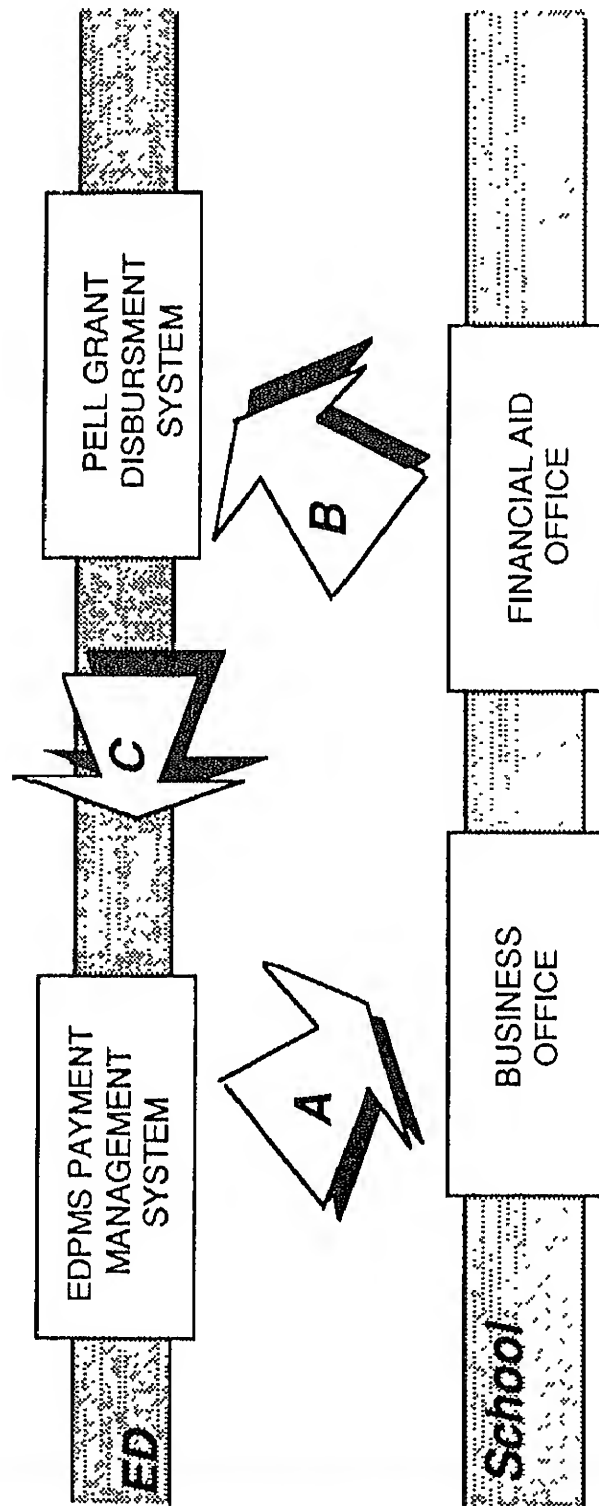 ED
EDPMS PAYMENT
MANAGEMENT
SYSTEM
C
PELL GRANT
DISBURSMENT
SYSTEM
A
B
School
BUSINESS
OFFICE
FINANCIAL AID
OFFICE